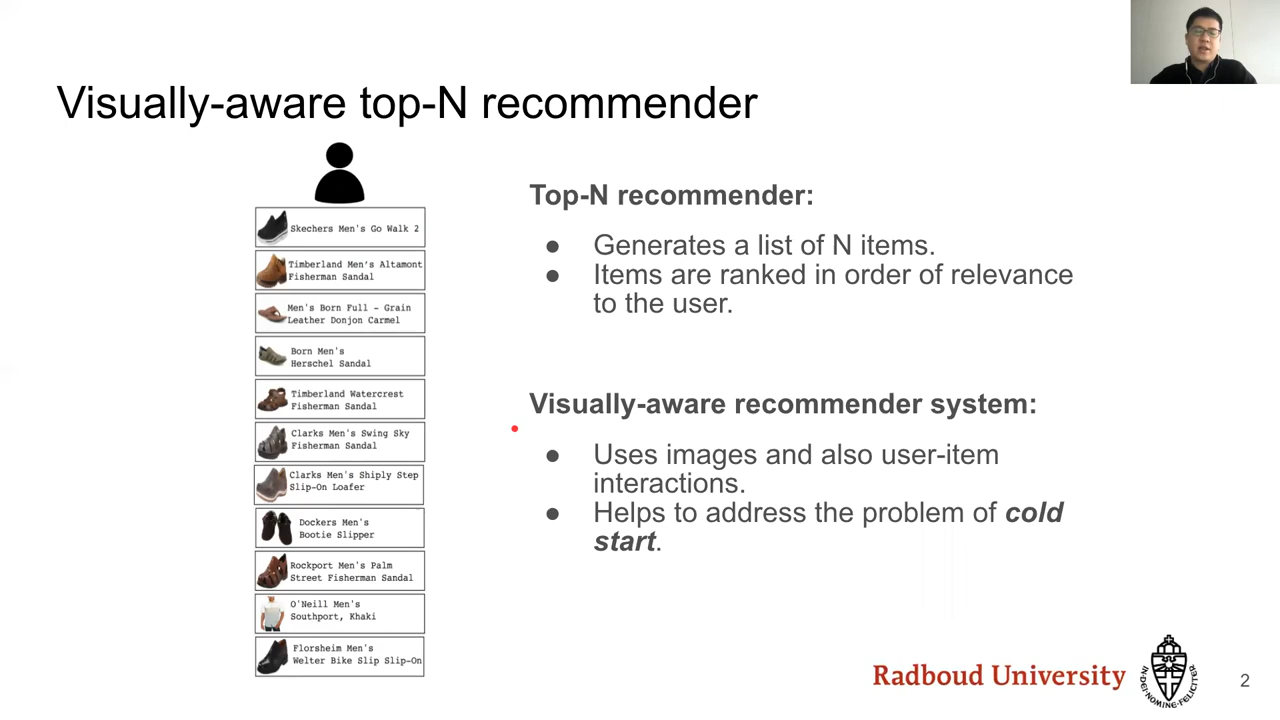 Visually-aware top-N recommender
Skechers Men's Go Walk 2
Timberland Men's Altamont
Fisherman Sandal
Men's Born Full - Grain
Leather Donjon Carmel
Born Men's
Herschel Sandal
Timberland Watercrest
Fisherman Sandal
Clarks Men's Swing Sky
Fisherman Sandal
Clarks Men's Shiply Step
Slip-On Loafer
Dockers Men's
Bootie Slipper
Rockport Men's Palm
Street Fisherman Sandal
O'Neill Men's
Southport, Khaki
Florsheim Men's
Welter Bike Slip Slip-On
Top-N recommender:
● Generates a list of N items.
● Items are ranked in order of relevance
to the user.
Visually-aware recommender system:
● Uses images and also user-item
interactions.
● Helps to address the problem of cold
start.
Radboud University
IN·DEI·NOMINE·FELICITER
2